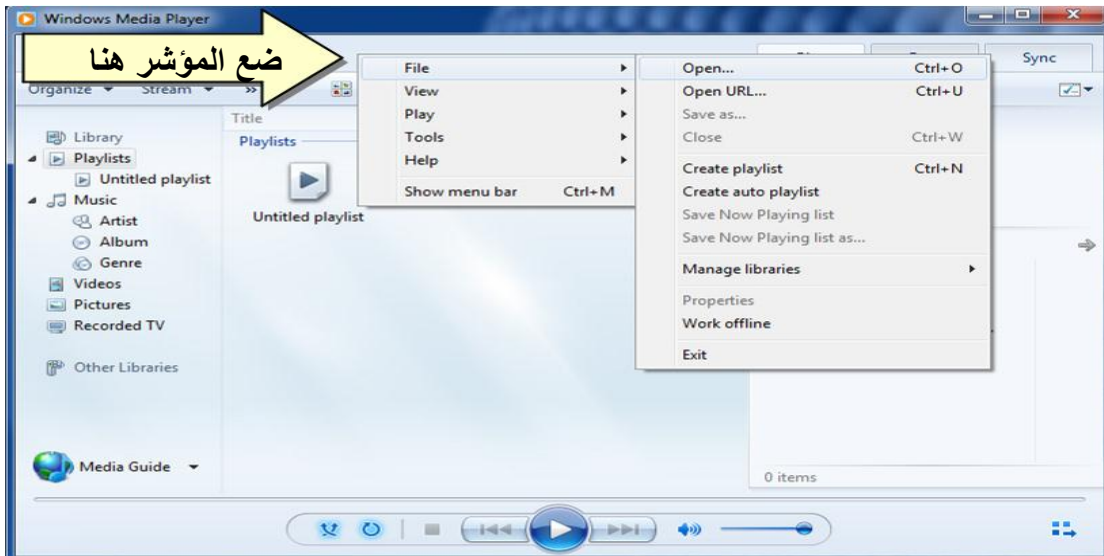 Windows Media Player
ضع المؤشر هنا
Sync
Organize
Stream
»
File
View
Play
Tools
Help
Show menu bar Ctrl+M
Open... Ctrl+O
Open URL... Ctrl+U
Save as...
Close Ctrl+W
Create playlist Ctrl+N
Create auto playlist
Save Now Playing list
Save Now Playing list as...
Manage libraries
Properties
Work offline
Exit
Library
Playlists
Untitled playlist
Music
Artist
Album
Genre
Videos
Pictures
Recorded TV
Other Libraries
Media Guide
Title
Playlists
Untitled playlist
0 items